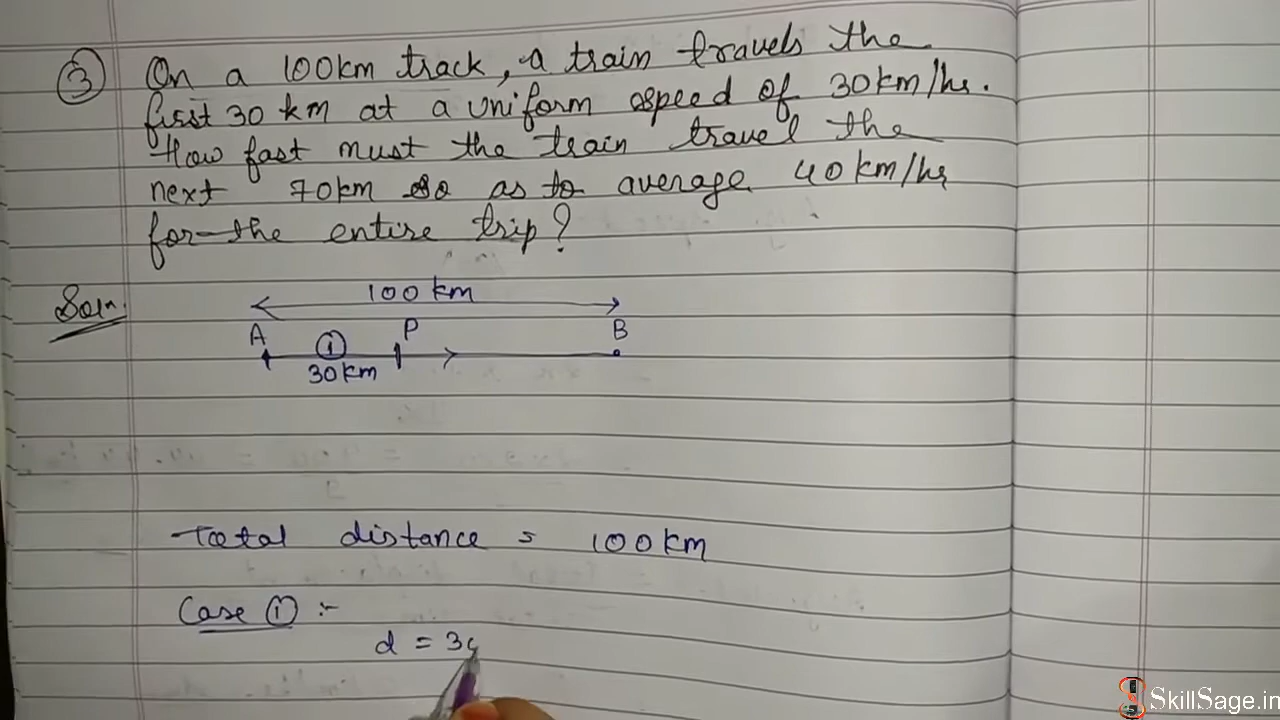 ③ On a 100km track, a train travels the
first 30 km at a uniform speed of 30km/hr.
How fast must the train travel the
next 70km so as to average 40km/hr
for the entire trip?
Soln.
100 km
A ① P B
30km
Total distance = 100km
Case ① :-
d = 30
SkillSage.in